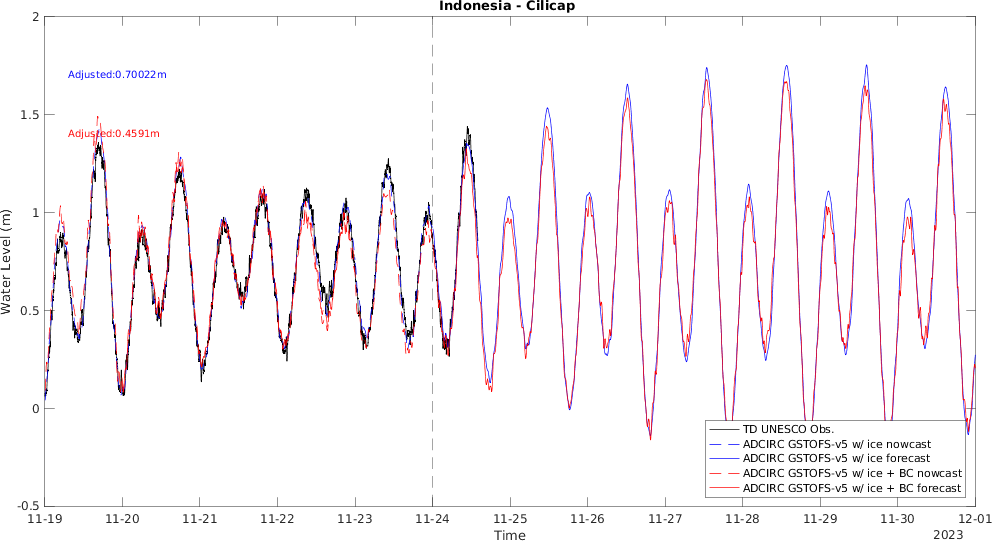 Indonesia - Cilicap
Water Level (m)
2
1.5
1
0.5
0
-0.5
Adjusted:0.70022m
Adjusted:0.4591m
TD UNESCO Obs.
ADCIRC GSTOFS-v5 w/ ice nowcast
ADCIRC GSTOFS-v5 w/ ice forecast
ADCIRC GSTOFS-v5 w/ ice + BC nowcast
ADCIRC GSTOFS-v5 w/ ice + BC forecast
11-19 11-20 11-21 11-22 11-23 11-24 11-25 11-26 11-27 11-28 11-29 11-30 12-01
Time
2023